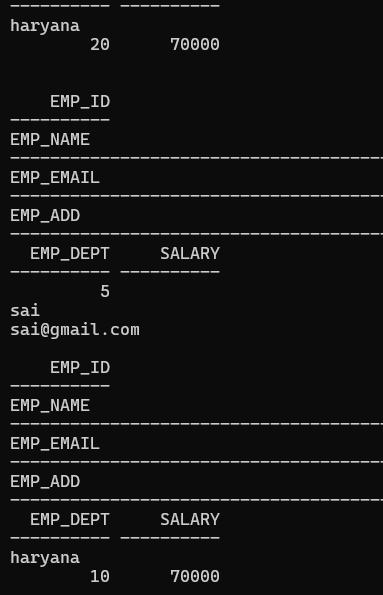 ---------- ----------
haryana
        20      70000
    EMP_ID
----------
EMP_NAME
--------------------------------------
EMP_EMAIL
--------------------------------------
EMP_ADD
--------------------------------------
  EMP_DEPT     SALARY
---------- ----------
         5
sai
sai@gmail.com
    EMP_ID
----------
EMP_NAME
--------------------------------------
EMP_EMAIL
--------------------------------------
EMP_ADD
--------------------------------------
  EMP_DEPT     SALARY
---------- ----------
haryana
        10      70000